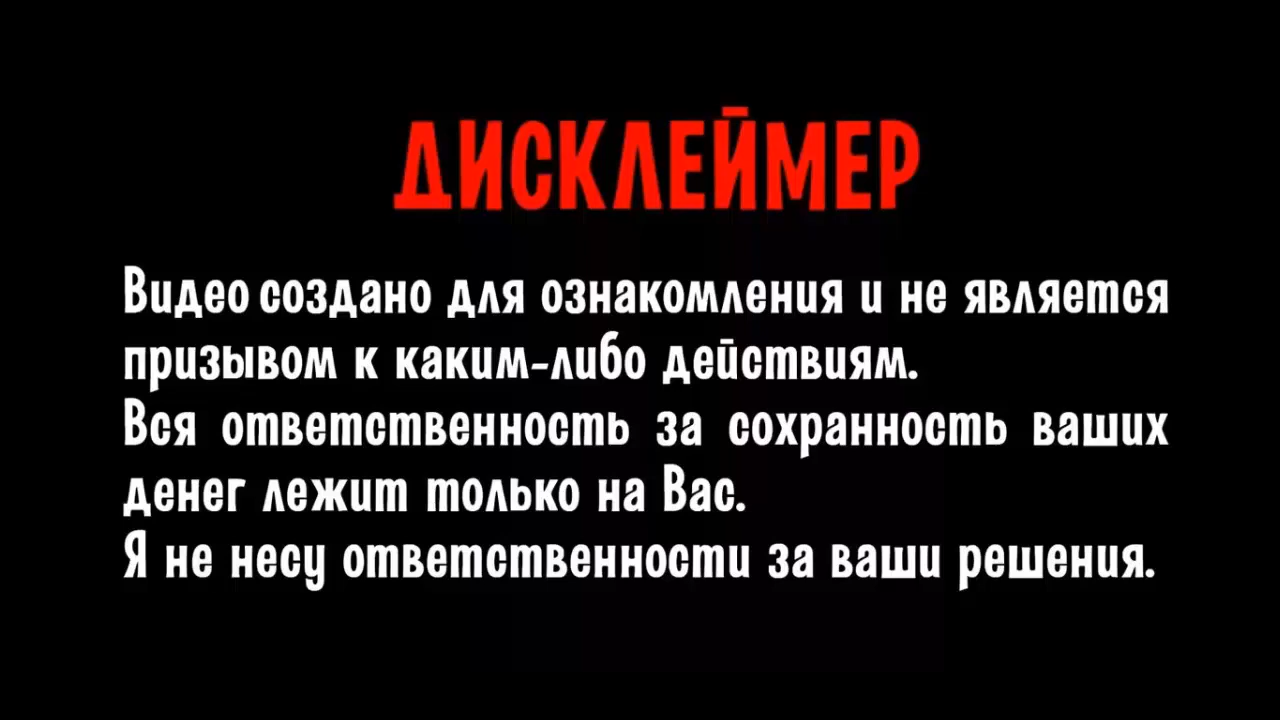 ДИСКЛЕЙМЕР
Видео создано для ознакомления и не является
призывом к каким-либо действиям.
Вся ответственность за сохранность ваших
денег лежит только на Вас.
Я не несу ответственности за ваши решения.